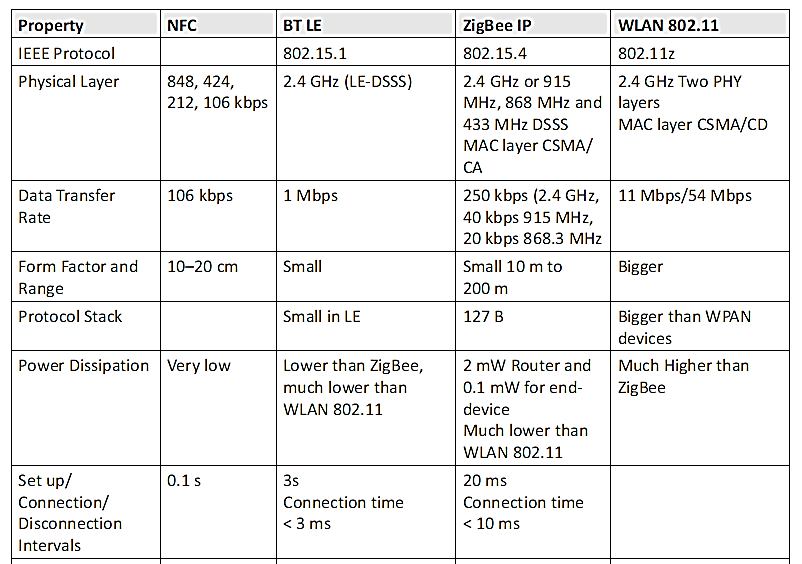 Property NFC BT LE ZigBee IP WLAN 802.11
IEEE Protocol 802.15.1 802.15.4 802.11z
Physical Layer
848, 424,
212, 106 kbps
2.4 GHz (LE-DSSS)
2.4 GHz or 915
MHz, 868 MHz and
433 MHz DSSS
MAC layer CSMA/
CA
2.4 GHz Two PHY
layers
MAC layer CSMA/CD
Data Transfer
Rate
106 kbps
1 Mbps
250 kbps (2.4 GHz,
40 kbps 915 MHz,
20 kbps 868.3 MHz
11 Mbps/54 Mbps
Form Factor and
Range
10–20 cm
Small
Small 10 m to
200 m
Bigger
Protocol Stack
Small in LE
127 B
Bigger than WPAN
devices
Power Dissipation
Very low
Lower than ZigBee,
much lower than
WLAN 802.11
2 mW Router and
0.1 mW for end-
device
Much lower than
WLAN 802.11
Much Higher than
ZigBee
Set up/
Connection/
Disconnection
Intervals
0.1 s
3s
Connection time
< 3 ms
20 ms
Connection time
< 10 ms